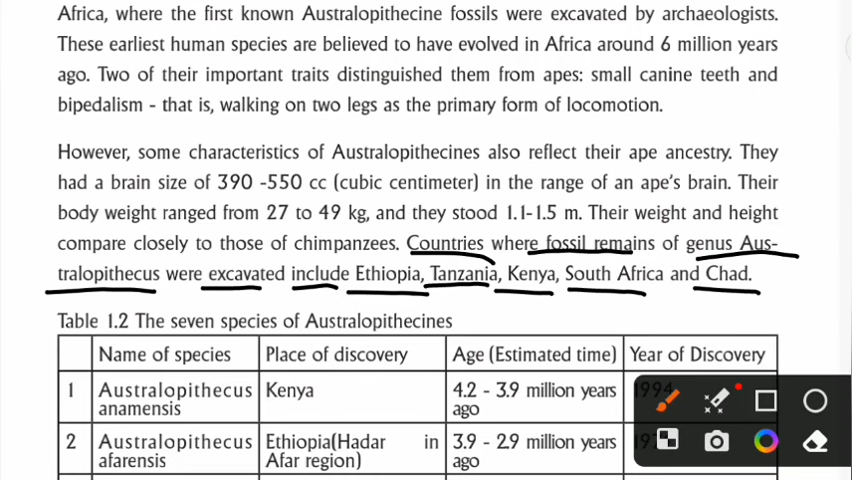 Africa, where the first known Australopithecine fossils were excavated by archaeologists.
These earliest human species are believed to have evolved in Africa around 6 million years
ago. Two of their important traits distinguished them from apes: small canine teeth and
bipedalism - that is, walking on two legs as the primary form of locomotion.
However, some characteristics of Australopithecines also reflect their ape ancestry. They
had a brain size of 390 -550 cc (cubic centimeter) in the range of an ape's brain. Their
body weight ranged from 27 to 49 kg, and they stood 1.1-1.5 m. Their weight and height
compare closely to those of chimpanzees. Countries where fossil remains of genus Aus-
tralopithecus were excavated include Ethiopia, Tanzania, Kenya, South Africa and Chad.
Table 1.2 The seven species of Australopithecines
Name of species Place of discovery Age (Estimated time) Year of Discovery
1 Australopithecus Kenya 4.2 - 3.9 million years 1994
anamensis ago
2 Australopithecus Ethiopia(Hadar in 3.9 - 2.9 million years
afarensis Afar region) ago